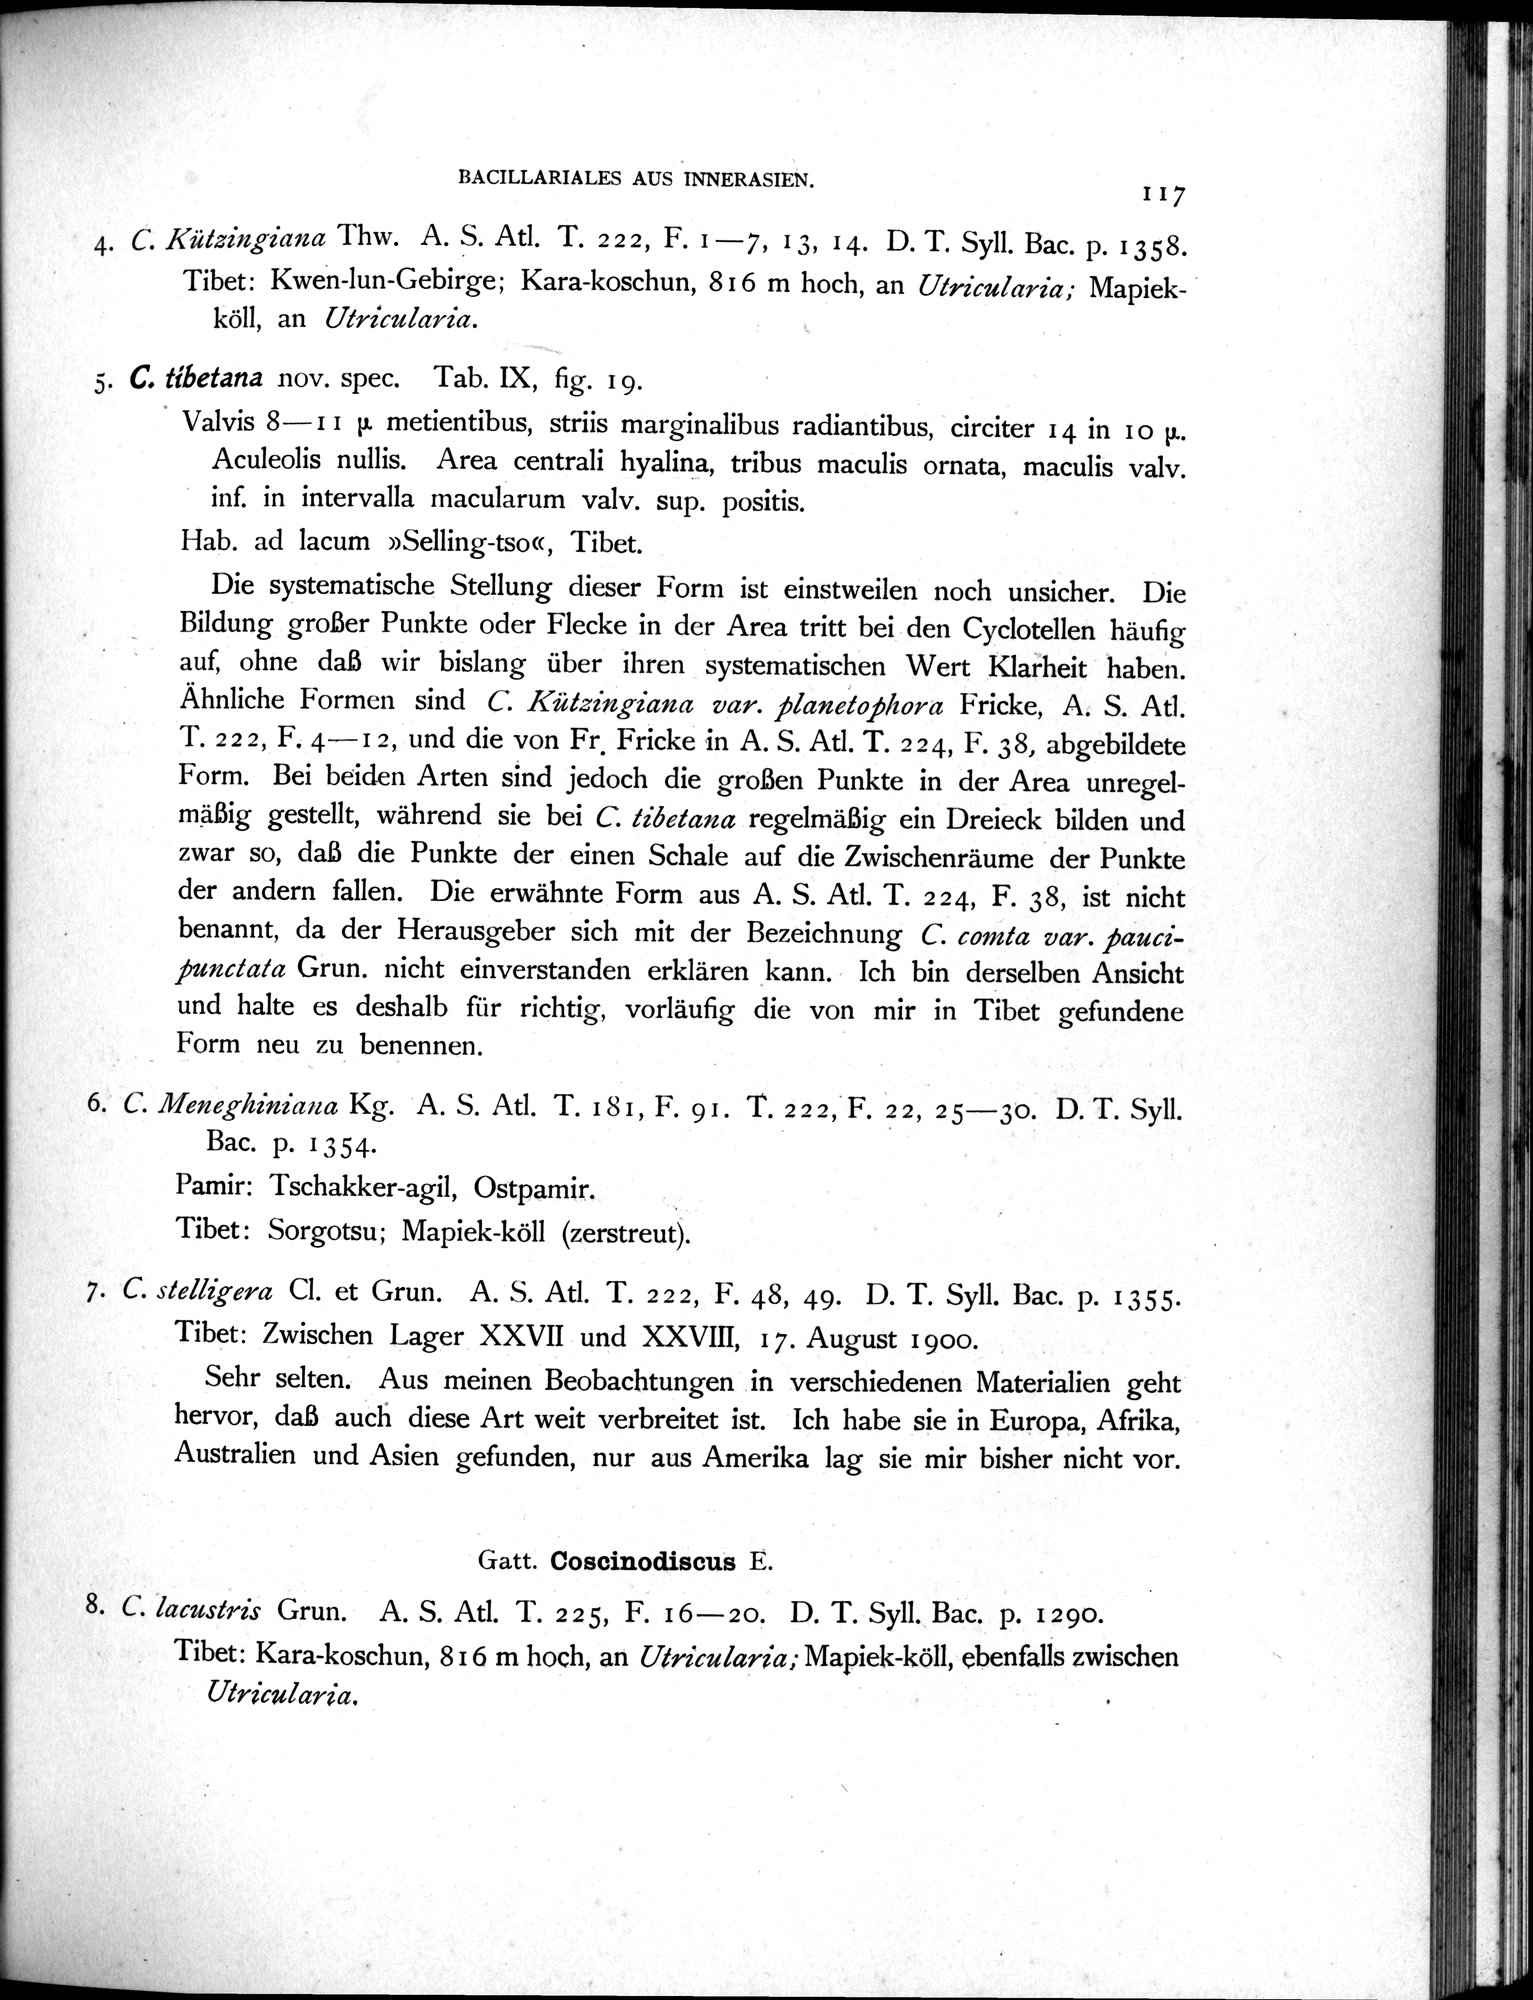 BACILLARIALES AUS INNERASIEN.
117
4. C. Kützingiana Thw. A. S. Atl. T. 222, F. 1—7, 13, 14. D. T. Syll. Bac. p. 1358.
Tibet: Kwen-lun-Gebirge; Kara-koschun, 816 m hoch, an Utricularia; Mapiek-
köll, an Utricularia.
5. C. tibetana nov. spec. Tab. IX, fig. 19.
Valvis 8—11 µ metientibus, striis marginalibus radiantibus, circiter 14 in 10 µ.
Aculeolis nullis. Area centrali hyalina, tribus maculis ornata, maculis valv.
inf. in intervalla macularum valv. sup. positis.
Hab. ad lacum »Selling-tso«, Tibet.
Die systematische Stellung dieser Form ist einstweilen noch unsicher. Die
Bildung großer Punkte oder Flecke in der Area tritt bei den Cyclotellen häufig
auf, ohne daß wir bislang über ihren systematischen Wert Klarheit haben.
Ähnliche Formen sind C. Kützingiana var. planetophora Fricke, A. S. Atl.
T. 222, F. 4—12, und die von Fr. Fricke in A. S. Atl. T. 224, F. 38, abgebildete
Form. Bei beiden Arten sind jedoch die großen Punkte in der Area unregel-
mäßig gestellt, während sie bei C. tibetana regelmäßig ein Dreieck bilden und
zwar so, daß die Punkte der einen Schale auf die Zwischenräume der Punkte
der andern fallen. Die erwähnte Form aus A. S. Atl. T. 224, F. 38, ist nicht
benannt, da der Herausgeber sich mit der Bezeichnung C. comta var. pauci-
punctata Grun. nicht einverstanden erklären kann. Ich bin derselben Ansicht
und halte es deshalb für richtig, vorläufig die von mir in Tibet gefundene
Form neu zu benennen.
6. C. Meneghiniana Kg. A. S. Atl. T. 181, F. 91. T. 222, F. 22, 25—30. D. T. Syll.
Bac. p. 1354.
Pamir: Tschakker-agil, Ostpamir.
Tibet: Sorgotsu; Mapiek-köll (zerstreut).
7. C. stelligera Cl. et Grun. A. S. Atl. T. 222, F. 48, 49. D. T. Syll. Bac. p. 1355.
Tibet: Zwischen Lager XXVII und XXVIII, 17. August 1900.
Sehr selten. Aus meinen Beobachtungen in verschiedenen Materialien geht
hervor, daß auch diese Art weit verbreitet ist. Ich habe sie in Europa, Afrika,
Australien und Asien gefunden, nur aus Amerika lag sie mir bisher nicht vor.
Gatt. Coscinodiscus E.
8. C. lacustris Grun. A. S. Atl. T. 225, F. 16—20. D. T. Syll. Bac. p. 1290.
Tibet: Kara-koschun, 816 m hoch, an Utricularia; Mapiek-köll, ebenfalls zwischen
Utricularia.